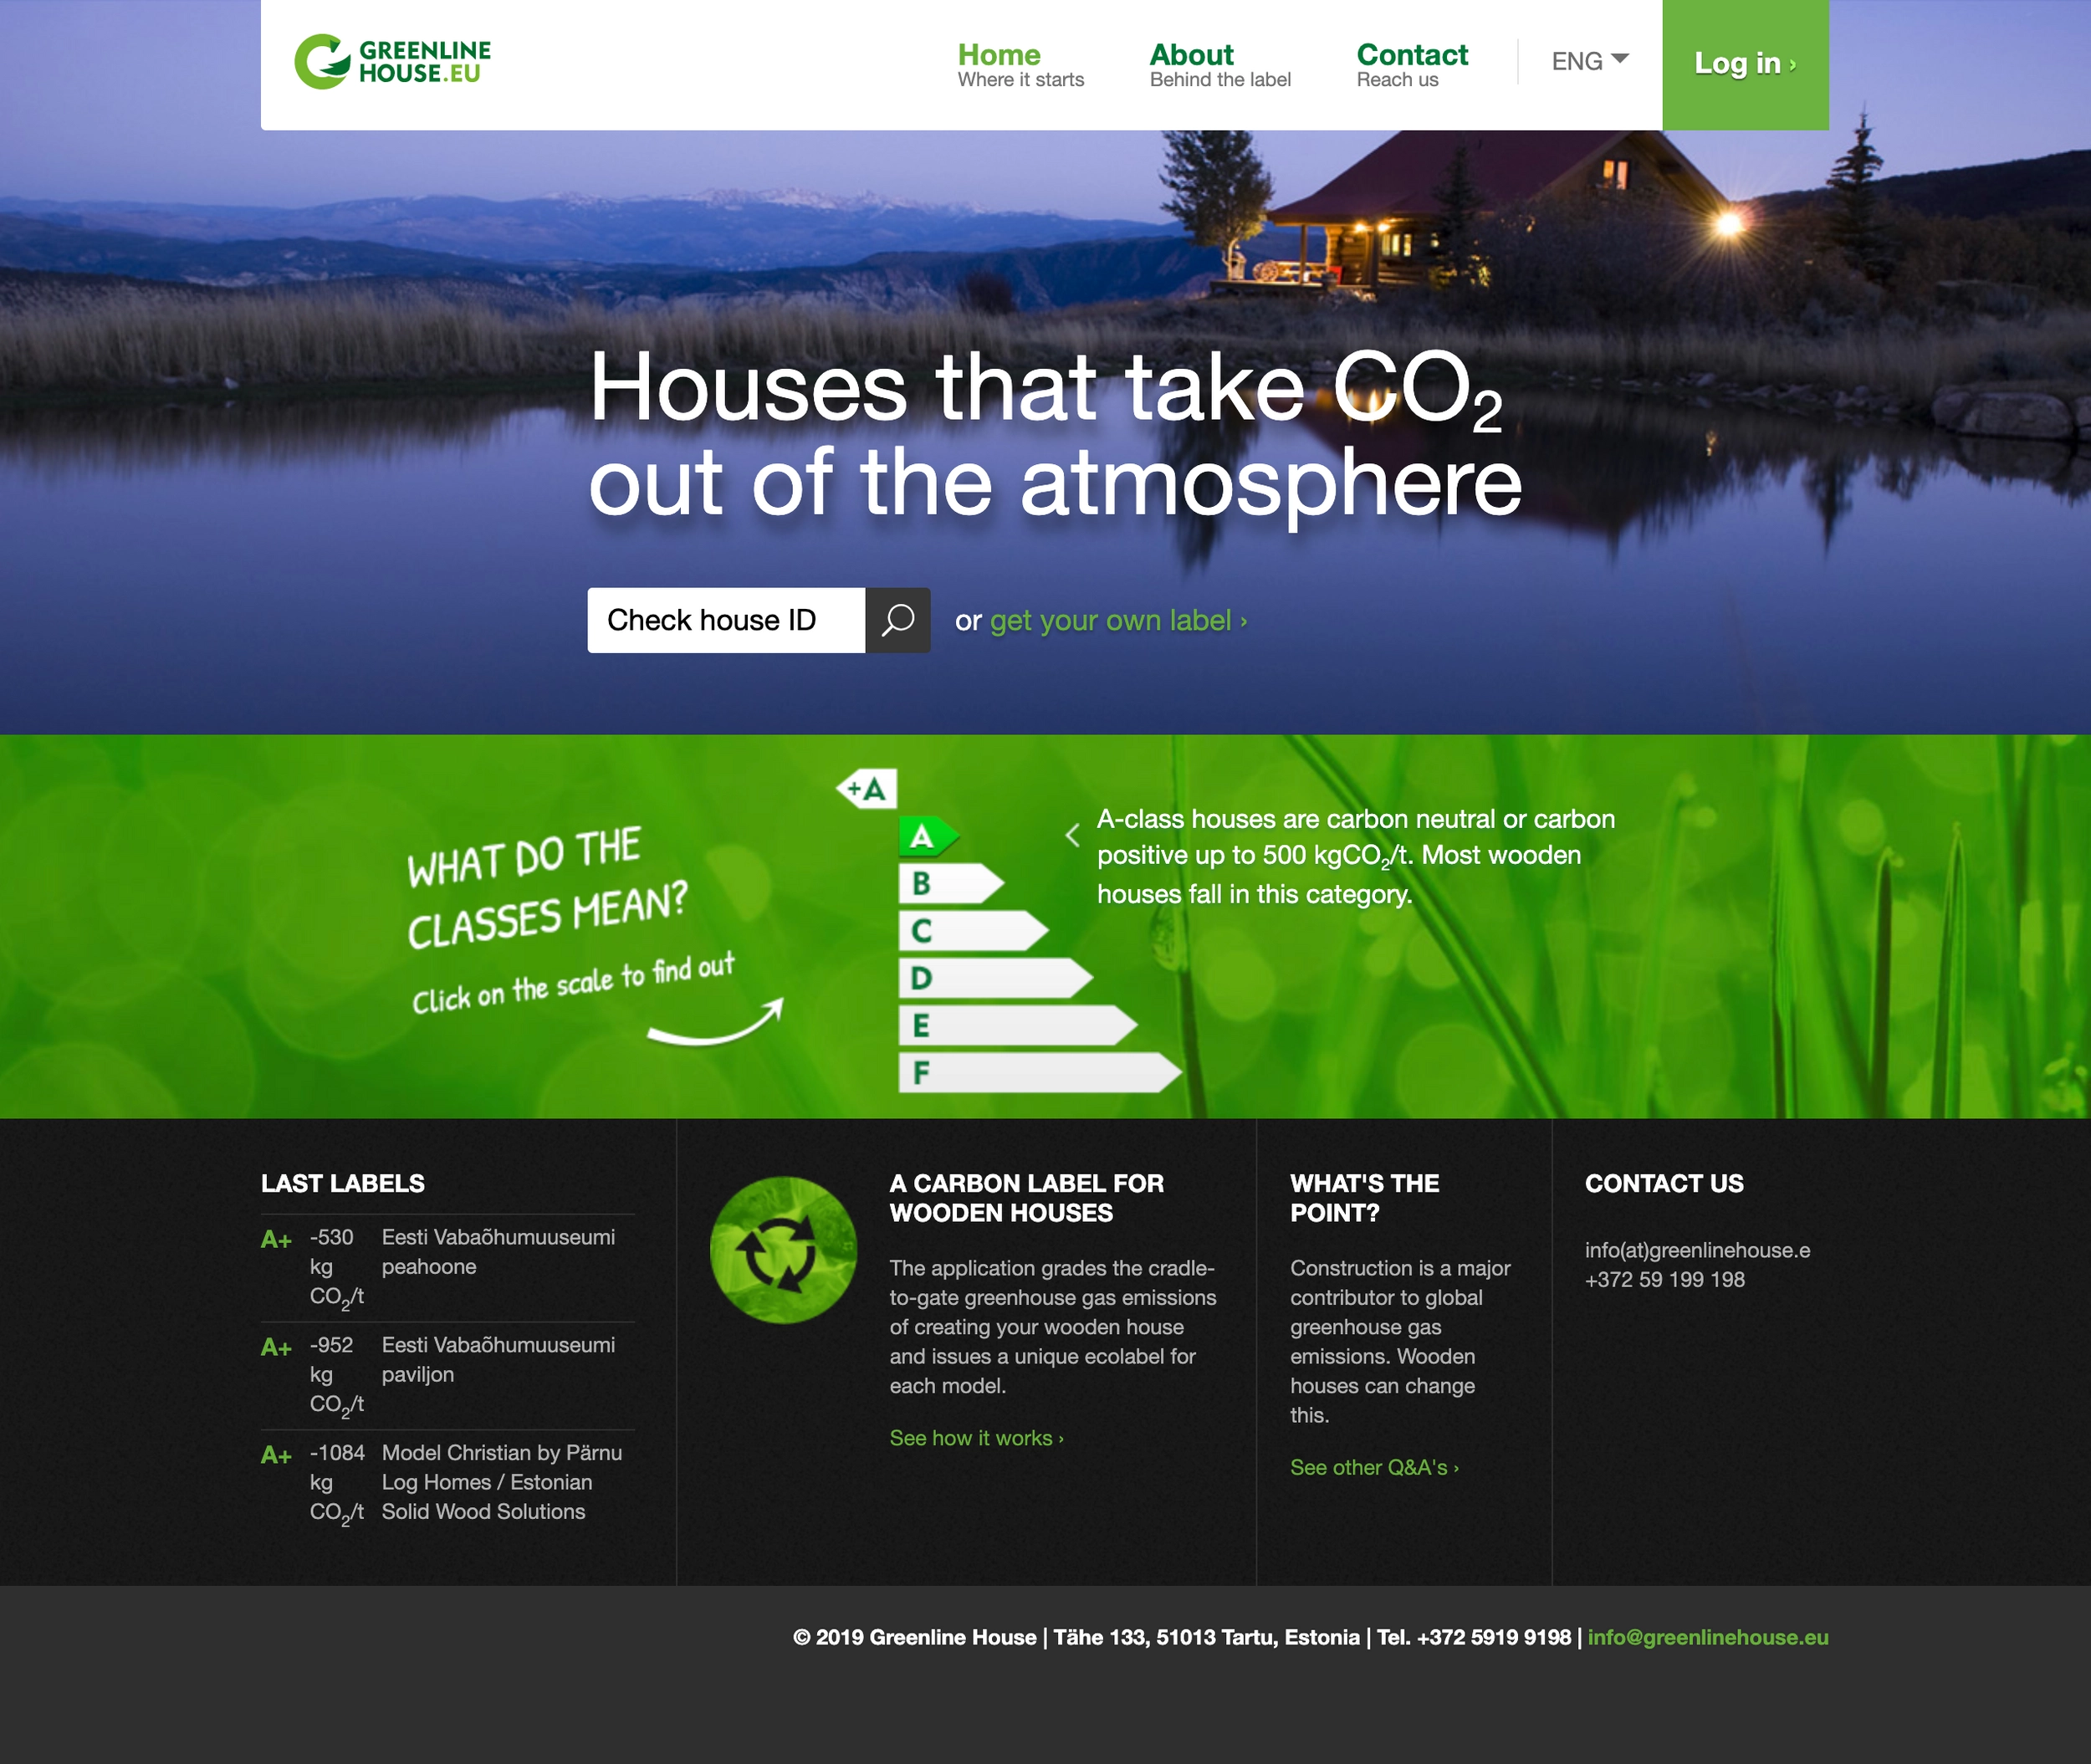 GREENLINE
HOUSE.EU
Home
Where it starts
About
Behind the label
Contact
Reach us
ENG
Log in ›
Houses that take CO₂
out of the atmosphere
Check house ID
or get your own label ›
WHAT DO THE
CLASSES MEAN?
Click on the scale to find out
+A
A
B
C
D
E
F
A-class houses are carbon neutral or carbon
positive up to 500 kgCO₂/t. Most wooden
houses fall in this category.
LAST LABELS
A+ -530 kg CO₂/t
Eesti Vabaõhumuuseumi
peahoone
A+ -952 kg CO₂/t
Eesti Vabaõhumuuseumi
paviljon
A+ -1084 kg CO₂/t
Model Christian by Pärnu
Log Homes / Estonian
Solid Wood Solutions
A CARBON LABEL FOR
WOODEN HOUSES
The application grades the cradle-
to-gate greenhouse gas emissions
of creating your wooden house
and issues a unique ecolabel for
each model.
See how it works ›
WHAT'S THE
POINT?
Construction is a major
contributor to global
greenhouse gas
emissions. Wooden
houses can change
this.
See other Q&A's ›
CONTACT US
info(at)greenlinehouse.e
+372 59 199 198
© 2019 Greenline House | Tähe 133, 51013 Tartu, Estonia | Tel. +372 5919 9198 | info@greenlinehouse.eu